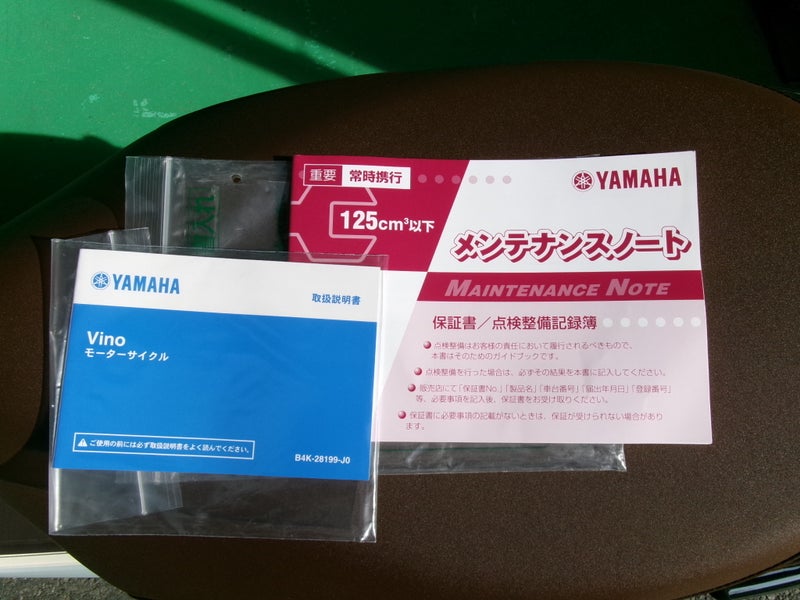 YAMAHA
取扱説明書
Vino
モーターサイクル
ご使用の前には必ず取扱説明書をよく読んでください。
B4K-28199-J0
重要 常時携行
YAMAHA
125cm³以下
メンテナンスノート
MAINTENANCE NOTE
保証書／点検整備記録簿
●点検整備はお客様の責任において履行されるべきもので、
本書はそのためのガイドブックです。
●点検整備を行った場合は、必ずその結果を本書に記入してください。
●販売店にて「保証書No.」「製品名」「車台番号」「届出年月日」「登録番号」
等、必要事項を記入後、保証書をお受け取りください。
●保証書に必要事項の記載がないときは、保証が受けられない場合があり
ます。